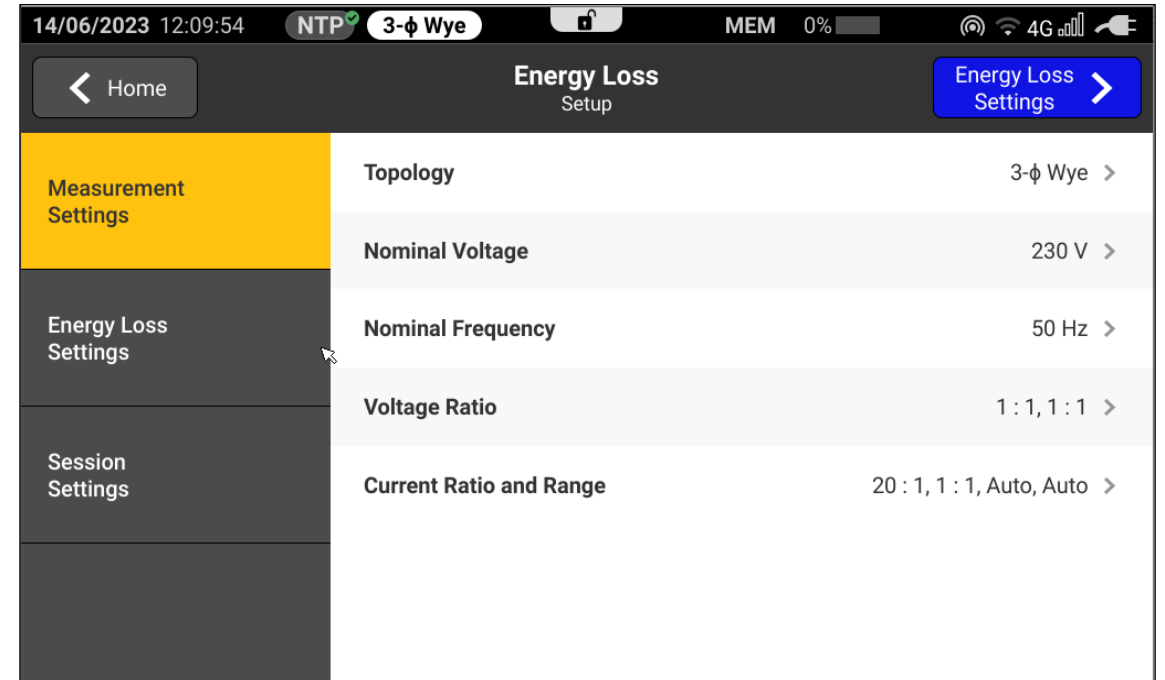 14/06/2023 12:09:54 NTP 3-ϕ Wye MEM 0% 4G
Home
Energy Loss
Setup
Energy Loss
Settings
Measurement
Settings
Energy Loss
Settings
Session
Settings
Topology 3-ϕ Wye
Nominal Voltage 230 V
Nominal Frequency 50 Hz
Voltage Ratio 1 : 1, 1 : 1
Current Ratio and Range 20 : 1, 1 : 1, Auto, Auto